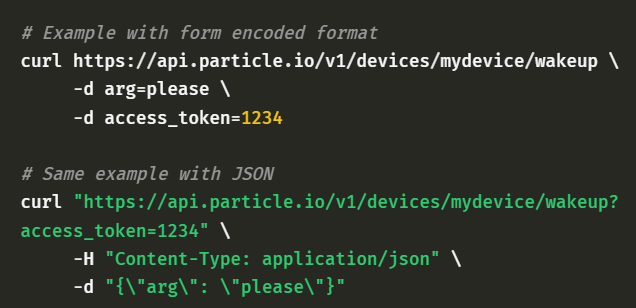 # Example with form encoded format
curl https://api.particle.io/v1/devices/mydevice/wakeup \
     -d arg=please \
     -d access_token=1234

# Same example with JSON
curl "https://api.particle.io/v1/devices/mydevice/wakeup?
access_token=1234" \
     -H "Content-Type: application/json" \
     -d "{\"arg\": \"please\"}"